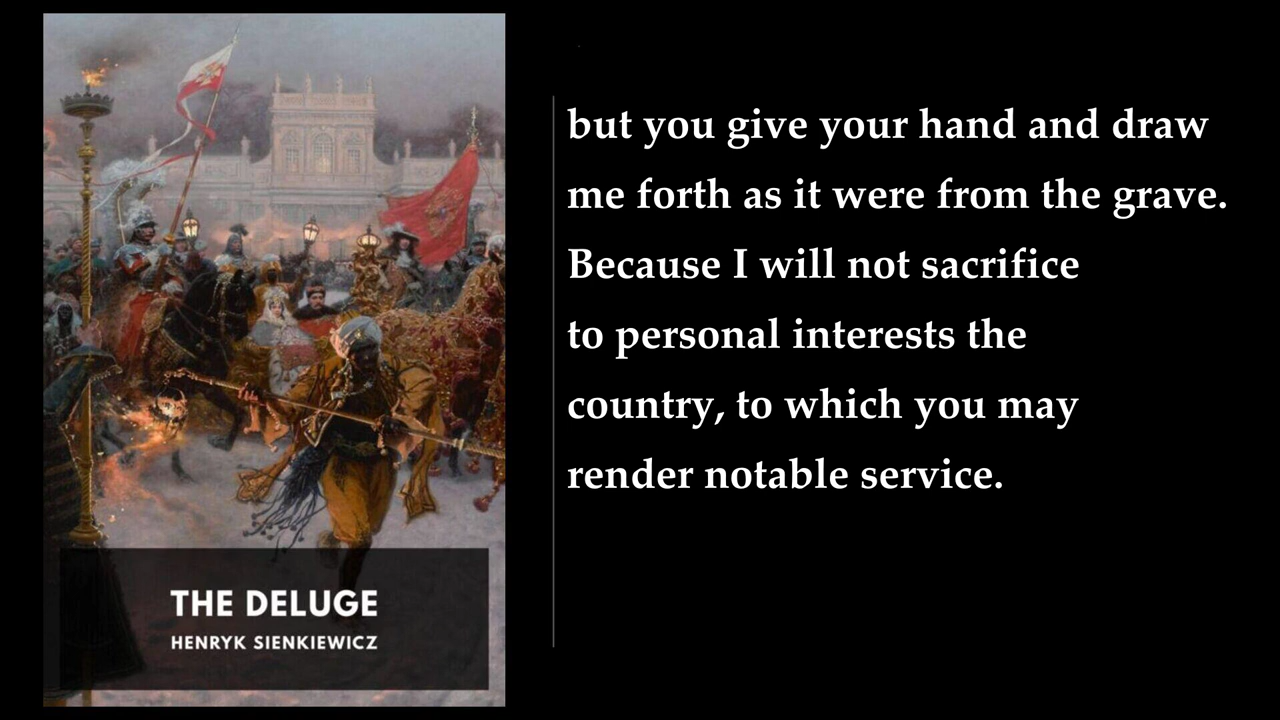 but you give your hand and draw
me forth as it were from the grave.
Because I will not sacrifice
to personal interests the
country, to which you may
render notable service.
THE DELUGE
HENRYK SIENKIEWICZ